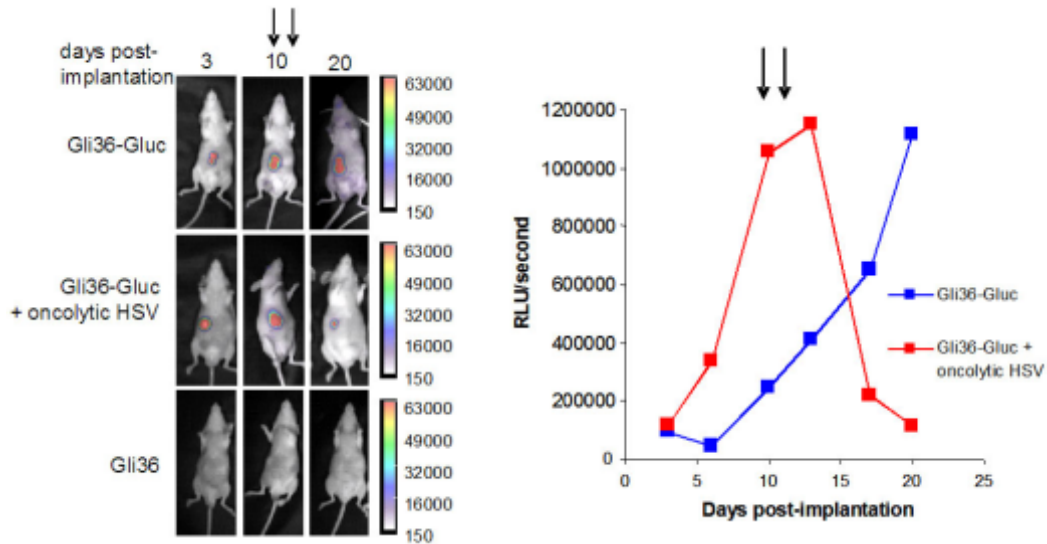 days post-
implantation
3 10 20
Gli36-Gluc
63000
49000
32000
16000
150
Gli36-Gluc
+ oncolytic HSV
63000
49000
32000
16000
150
Gli36
63000
49000
32000
16000
150
1200000
1000000
800000
600000
400000
200000
0
RLU/second
0 5 10 15 20 25
Days post-implantation
Gli36-Gluc
Gli36-Gluc +
oncolytic HSV